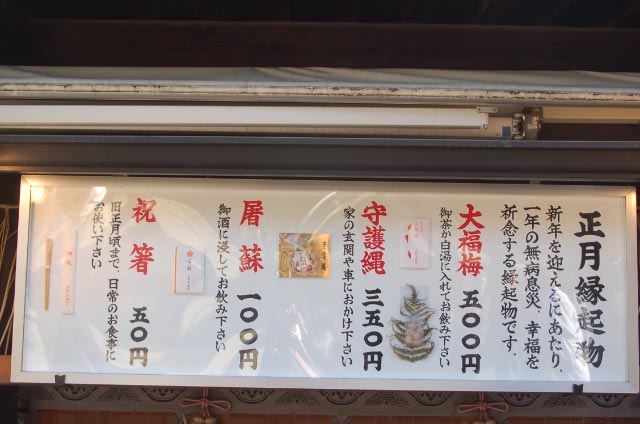 正月縁起物
新年を迎えるにあたり、
一年の無病息災、幸福を
祈念する縁起物です。
大福梅 五〇〇円
御茶か白湯に入れてお飲み下さい
守護縄 三五〇円
家の玄関や車におかけ下さい
屠蘇 一〇〇円
御酒に浸してお飲み下さい
祝箸 五〇円
旧正月頃まで、日常のお食事に
お使い下さい